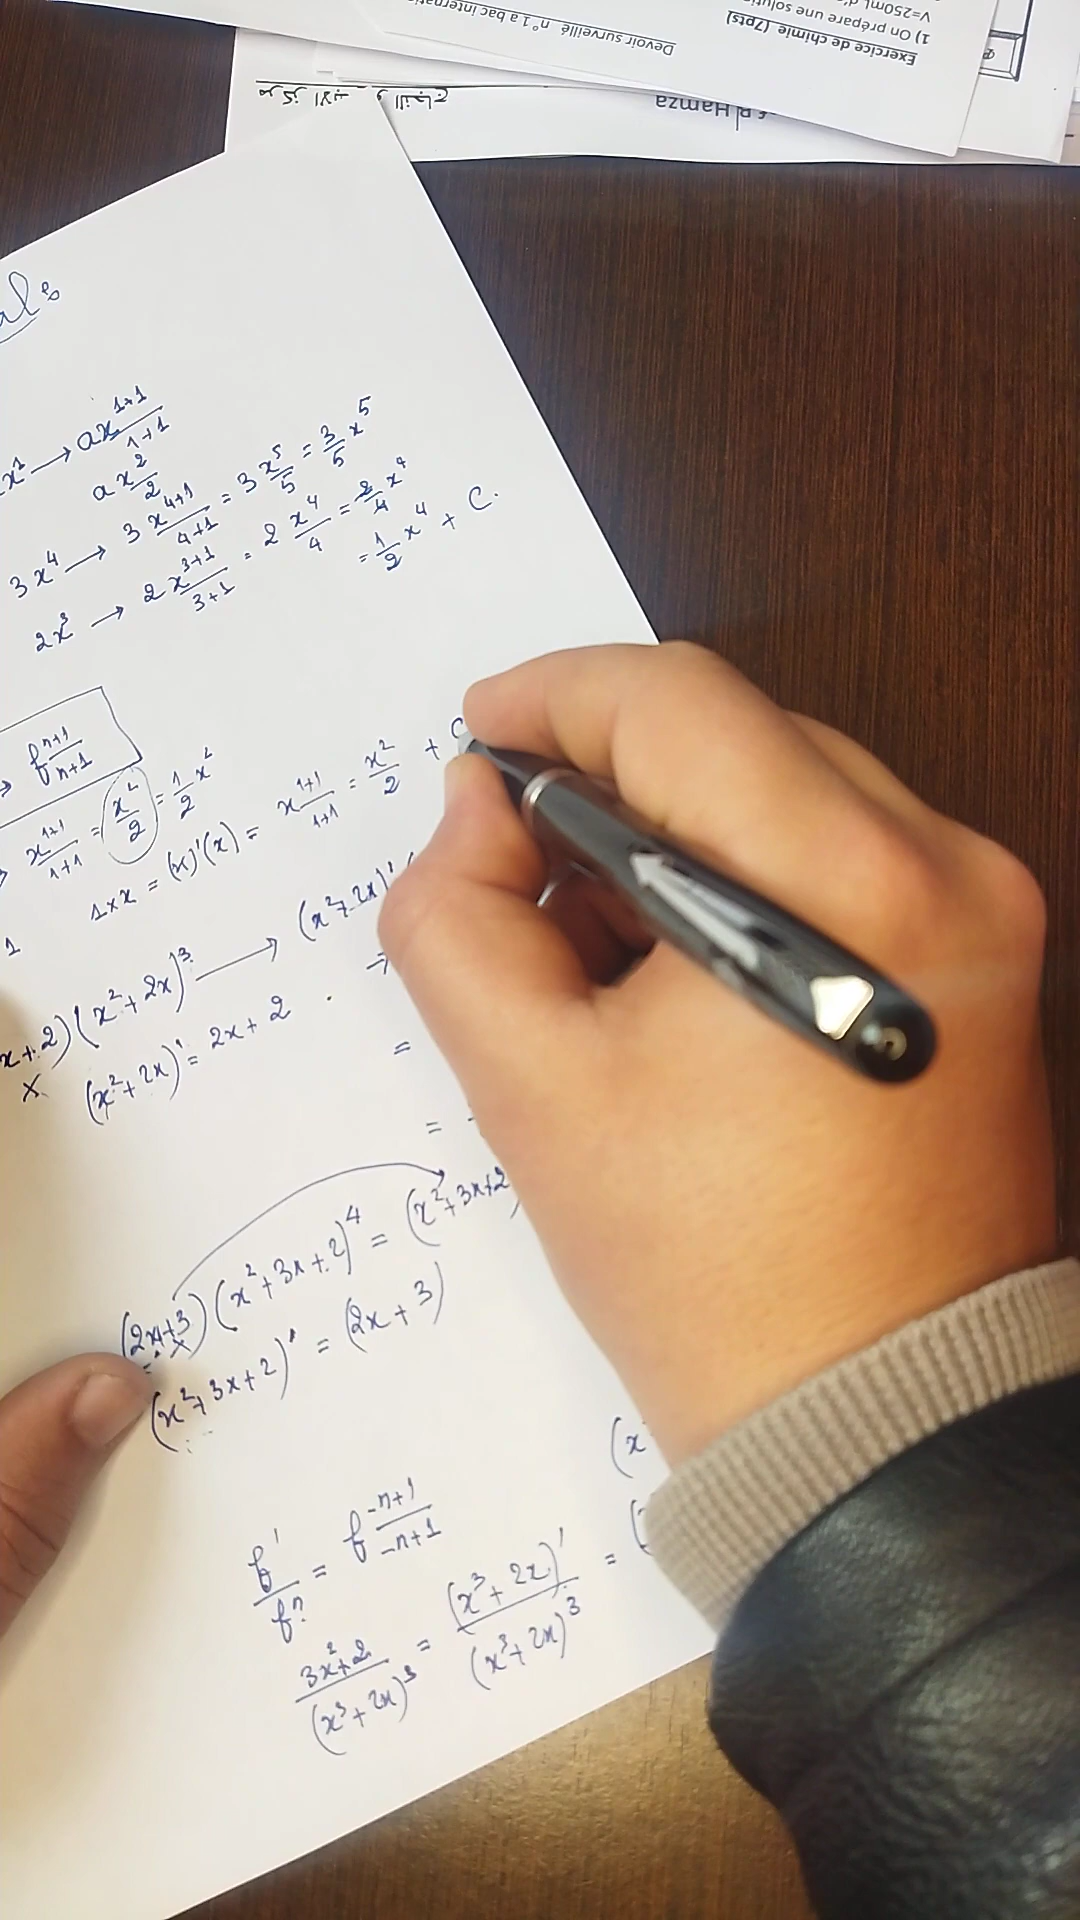 V=250mL
1) On prépare une solutio
Exercice de chimie (7pts)
Devoir surveillé n°1 a bac internati
Hamza
x¹ → ax^(1+1)/(1+1)
a x²/2
3x⁴ → 3 x^(4+1)/(4+1) = 3 x⁵/5 = 3/5 x⁵
2x³ → 2 x^(3+1)/(3+1) = 2 x⁴/4 = 2/4 x⁴
= 1/2 x⁴ + C.
→ f^(n+1)/(n+1)
x^(1+1)/(1+1) = x²/2 = 1/2 x²
1×x = (x)'(x) = x^(1+1)/(1+1) = x²/2 + C
1
x+2)(x²+2x)³ → (x²+2x)'
x (x²+2x)' = 2x+2
⇒
=
=
(2x+3)(x²+3x+2)⁴ = (x²+3x+2
(x²+3x+2)' = (2x+3)
f'/fⁿ = f^(-n+1)/(-n+1)
(3x²+2)/(x³+2x)³ = (x³+2x)'/(x³+2x)³ =